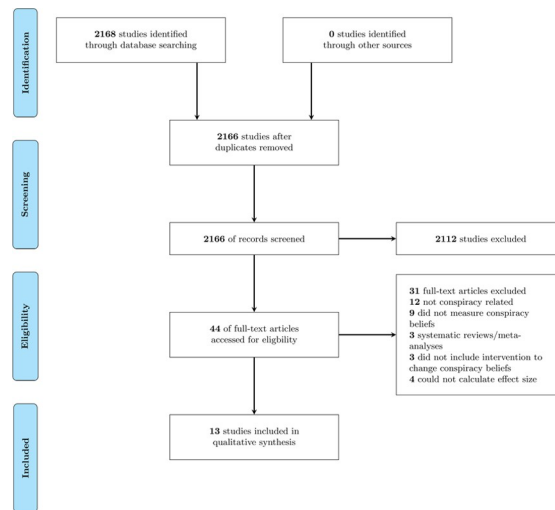 Identification
2168 studies identified
through database searching
0 studies identified
through other sources
2166 studies after
duplicates removed
Screening
2166 of records screened
2112 studies excluded
Eligibility
44 of full-text articles
accessed for eligbility
31 full-text articles excluded
12 not conspiracy related
9 did not measure conspiracy
beliefs
3 systematic reviews/meta-
analyses
3 did not include intervention to
change conspiracy beliefs
4 could not calculate effect size
Included
13 studies included in
qualitative synthesis